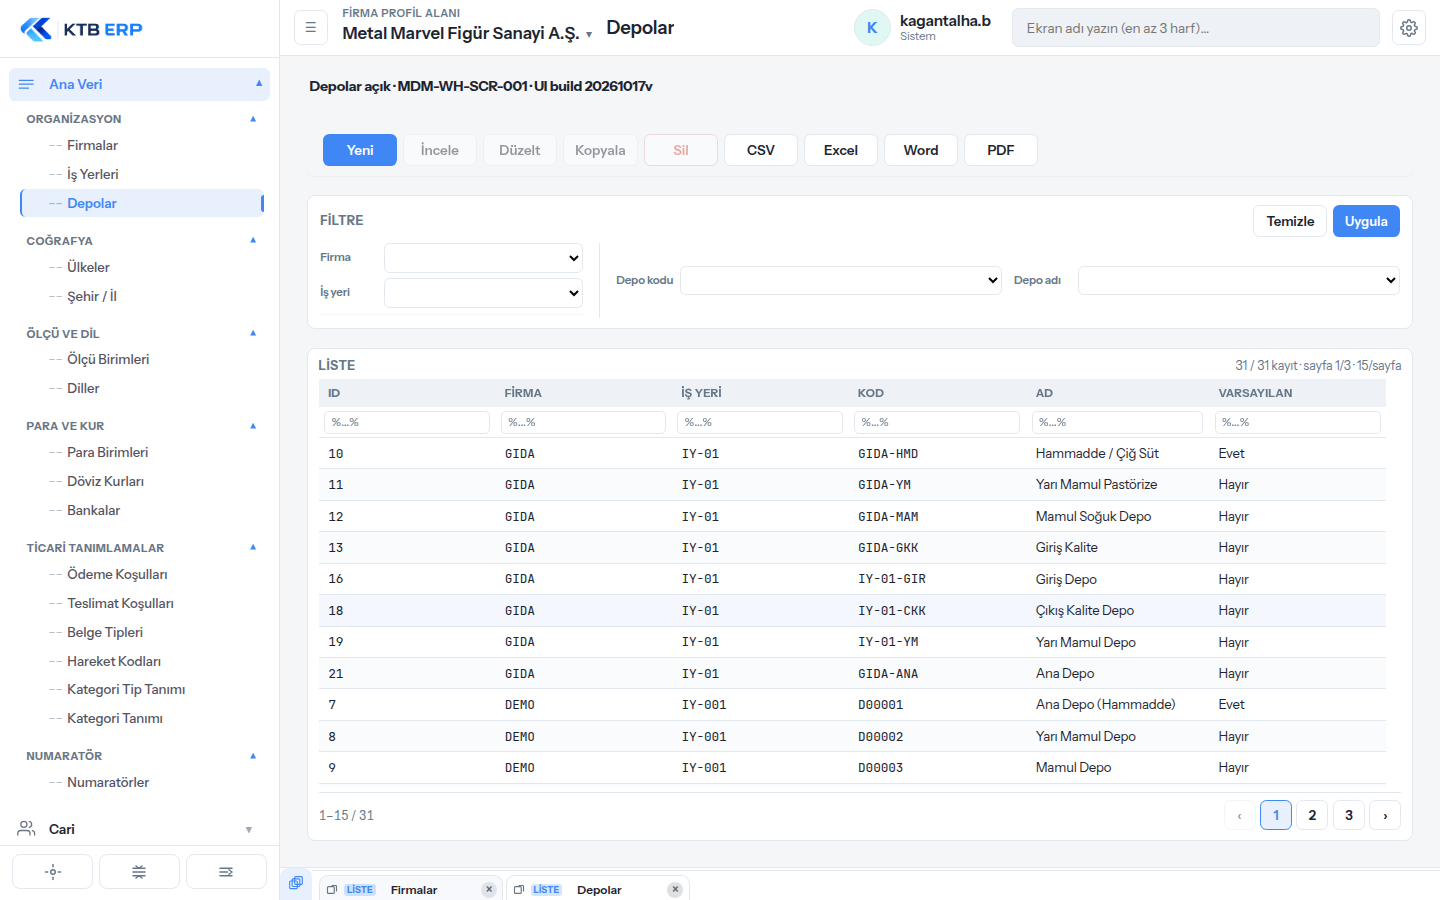 KTB ERP
☰
FİRMA PROFİL ALANI
Metal Marvel Figür Sanayi A.Ş. ▾
Depolar
K
kagantalha.b
Sistem
Ekran adı yazın (en az 3 harf)...
Ana Veri ▲
ORGANİZASYON ▲
-- Firmalar
-- İş Yerleri
-- Depolar
COĞRAFYA ▲
-- Ülkeler
-- Şehir / İl
ÖLÇÜ VE DİL ▲
-- Ölçü Birimleri
-- Diller
PARA VE KUR ▲
-- Para Birimleri
-- Döviz Kurları
-- Bankalar
TİCARİ TANIMLAMALAR ▲
-- Ödeme Koşulları
-- Teslimat Koşulları
-- Belge Tipleri
-- Hareket Kodları
-- Kategori Tip Tanımı
-- Kategori Tanımı
NUMARATÖR ▲
-- Numaratörler
Cari ▼
Depolar açık · MDM-WH-SCR-001 · UI build 20261017v
Yeni İncele Düzelt Kopyala Sil CSV Excel Word PDF
FİLTRE Temizle Uygula
Firma
İş yeri
Depo kodu
Depo adı
LİSTE 31 / 31 kayıt · sayfa 1/3 · 15/sayfa
ID FİRMA İŞ YERİ KOD AD VARSAYILAN
%...% %...% %...% %...% %...% %...%
10 GIDA IY-01 GIDA-HMD Hammadde / Çiğ Süt Evet
11 GIDA IY-01 GIDA-YM Yarı Mamul Pastörize Hayır
12 GIDA IY-01 GIDA-MAM Mamul Soğuk Depo Hayır
13 GIDA IY-01 GIDA-GKK Giriş Kalite Hayır
16 GIDA IY-01 IY-01-GIR Giriş Depo Hayır
18 GIDA IY-01 IY-01-CKK Çıkış Kalite Depo Hayır
19 GIDA IY-01 IY-01-YM Yarı Mamul Depo Hayır
21 GIDA IY-01 GIDA-ANA Ana Depo Hayır
7 DEMO IY-001 D00001 Ana Depo (Hammadde) Evet
8 DEMO IY-001 D00002 Yarı Mamul Depo Hayır
9 DEMO IY-001 D00003 Mamul Depo Hayır
1–15 / 31 ‹ 1 2 3 ›
LİSTE Firmalar × LİSTE Depolar ×